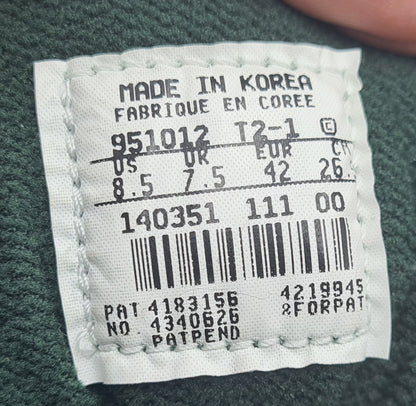 MADE IN KOREA
FABRIQUE EN COREE
951012 T2-1 C
US UK EUR
8.5 7.5 42 26.
140351 111 00
PAT 4183156 4219945
NO 4340626 &FORPAT
PATPEND